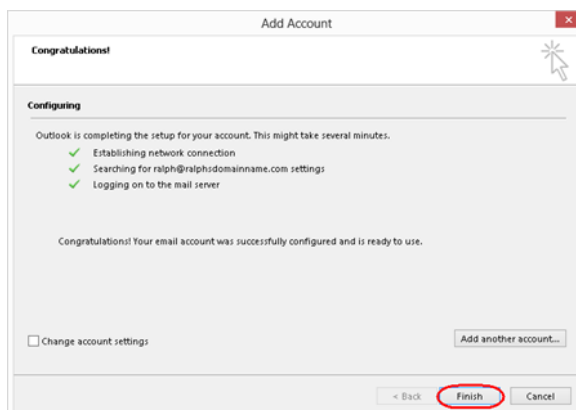 Add Account
Congratulations!
Configuring
Outlook is completing the setup for your account. This might take several minutes.
Establishing network connection
Searching for ralph@ralphsdomainname.com settings
Logging on to the mail server
Congratulations! Your email account was successfully configured and is ready to use.
Change account settings
Add another account...
< Back
Finish
Cancel